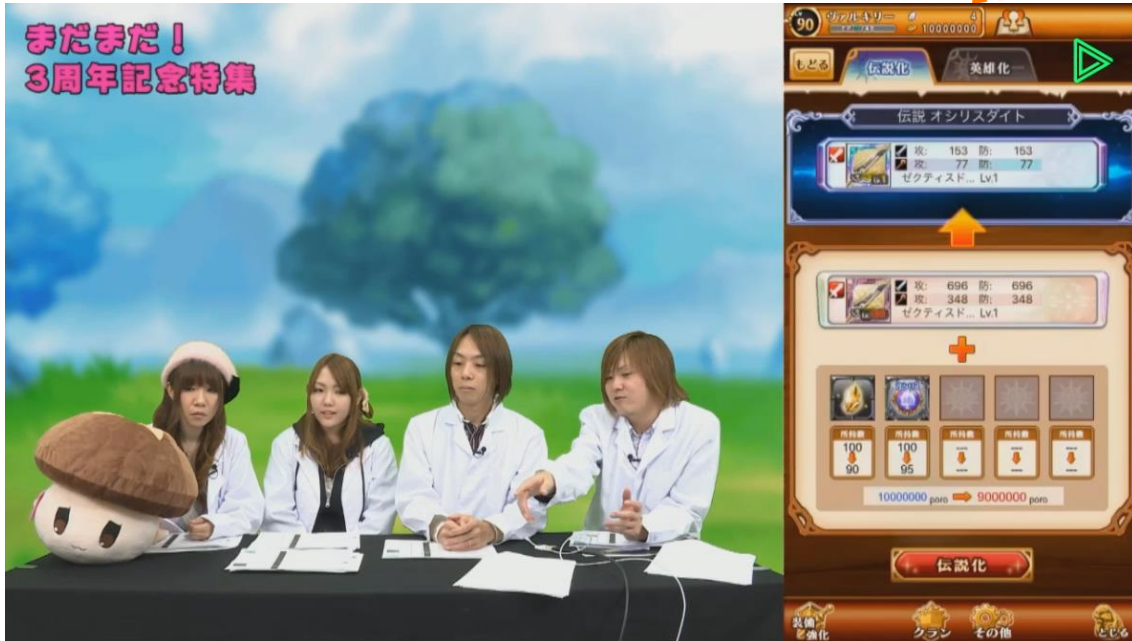 まだまだ！
3周年記念特集
Lv
90
ヴァルキリー
4
10000000
もどる
伝説化
英雄化
伝説 オシリスダイト
攻: 153 防: 153
攻: 77 防: 77
ゼクティスド... Lv.1
攻: 696 防: 696
攻: 348 防: 348
ゼクティスド... Lv.1
所持数 所持数 所持数 所持数 所持数
100 100 — — —
90 95 — — —
10000000 poro 9000000 poro
伝説化
装備
強化
クラン
その他
とじる